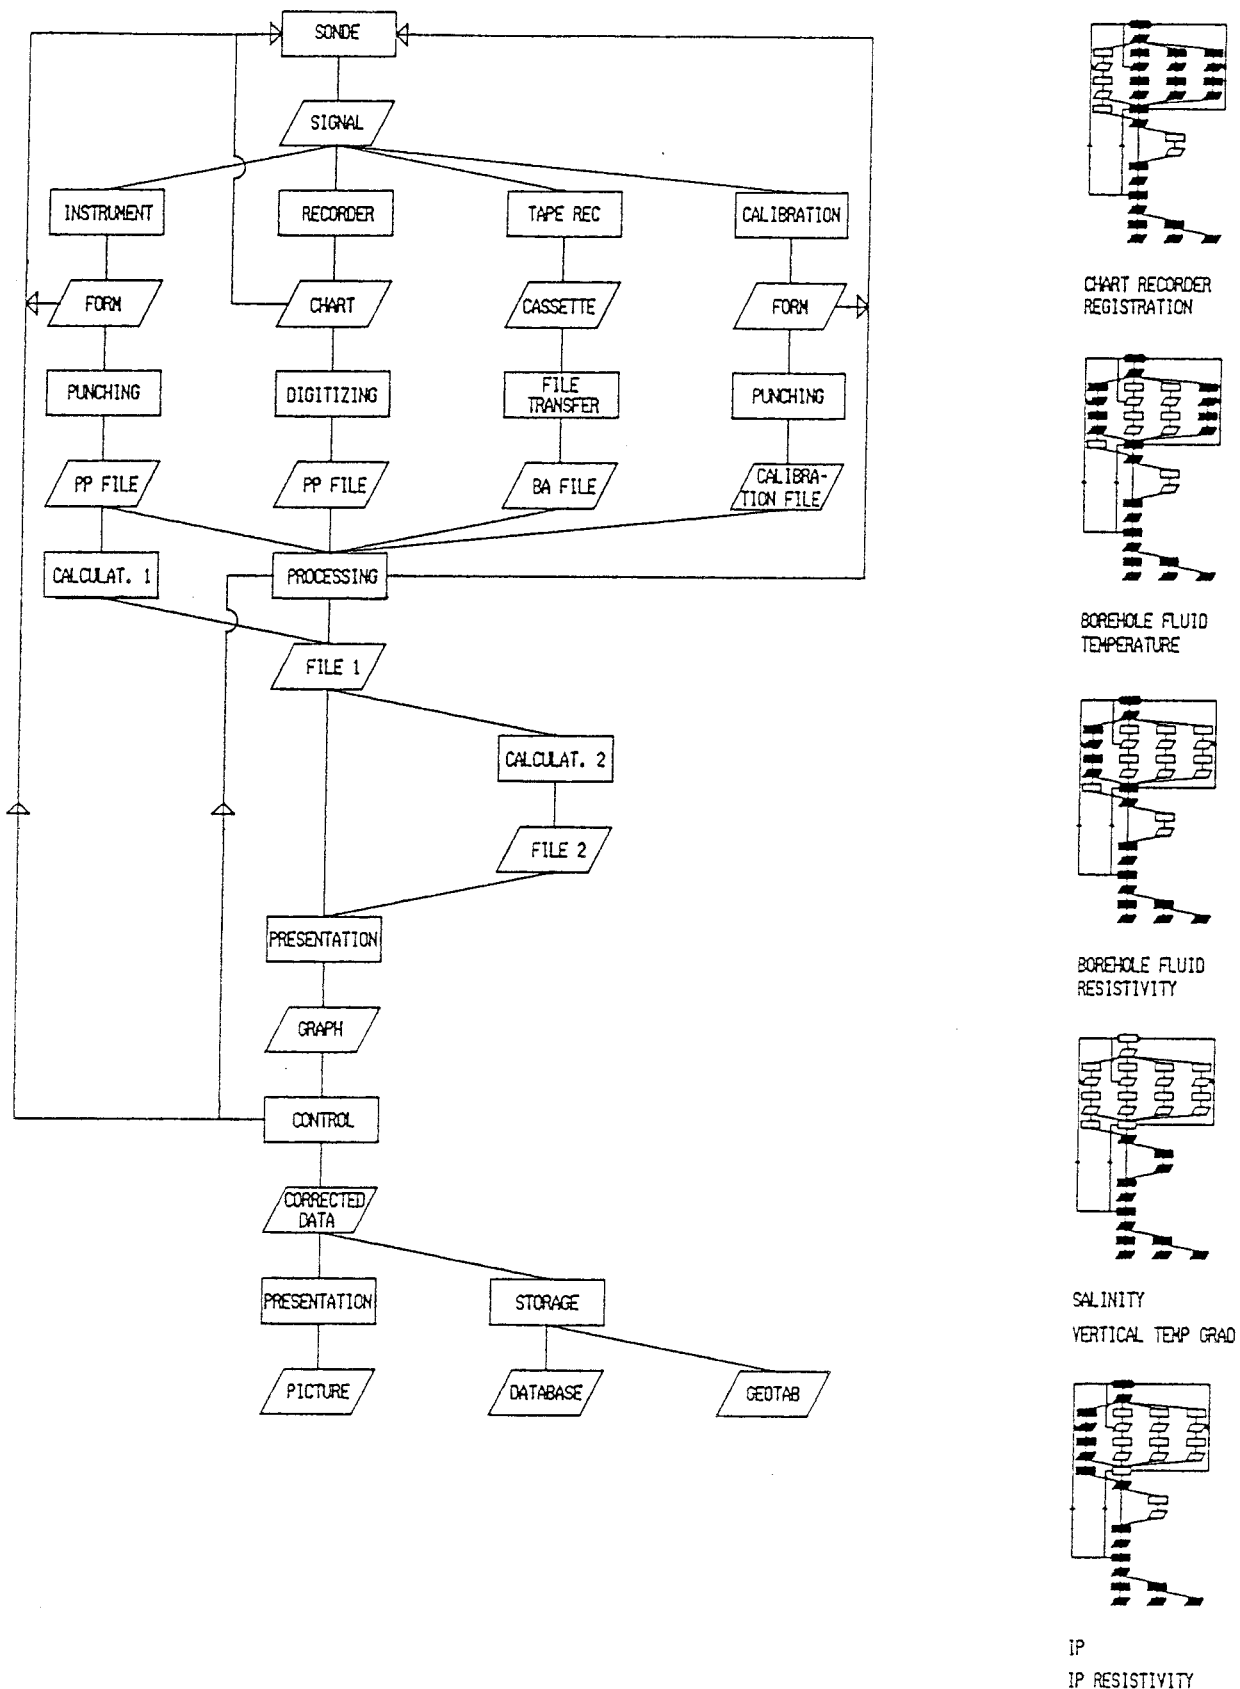 SONDE
SIGNAL
INSTRUMENT
RECORDER
TAPE REC
CALIBRATION
FORM
CHART
CASSETTE
FORM
PUNCHING
DIGITIZING
FILE
TRANSFER
PUNCHING
PP FILE
PP FILE
BA FILE
CALIBRA-
TION FILE
CALCULAT. 1
PROCESSING
FILE 1
CALCULAT. 2
FILE 2
PRESENTATION
GRAPH
CONTROL
CORRECTED
DATA
PRESENTATION
STORAGE
PICTURE
DATABASE
GEOTAB
CHART RECORDER
REGISTRATION
BOREHOLE FLUID
TEMPERATURE
BOREHOLE FLUID
RESISTIVITY
SALINITY
VERTICAL TEMP GRAD
IP
IP RESISTIVITY